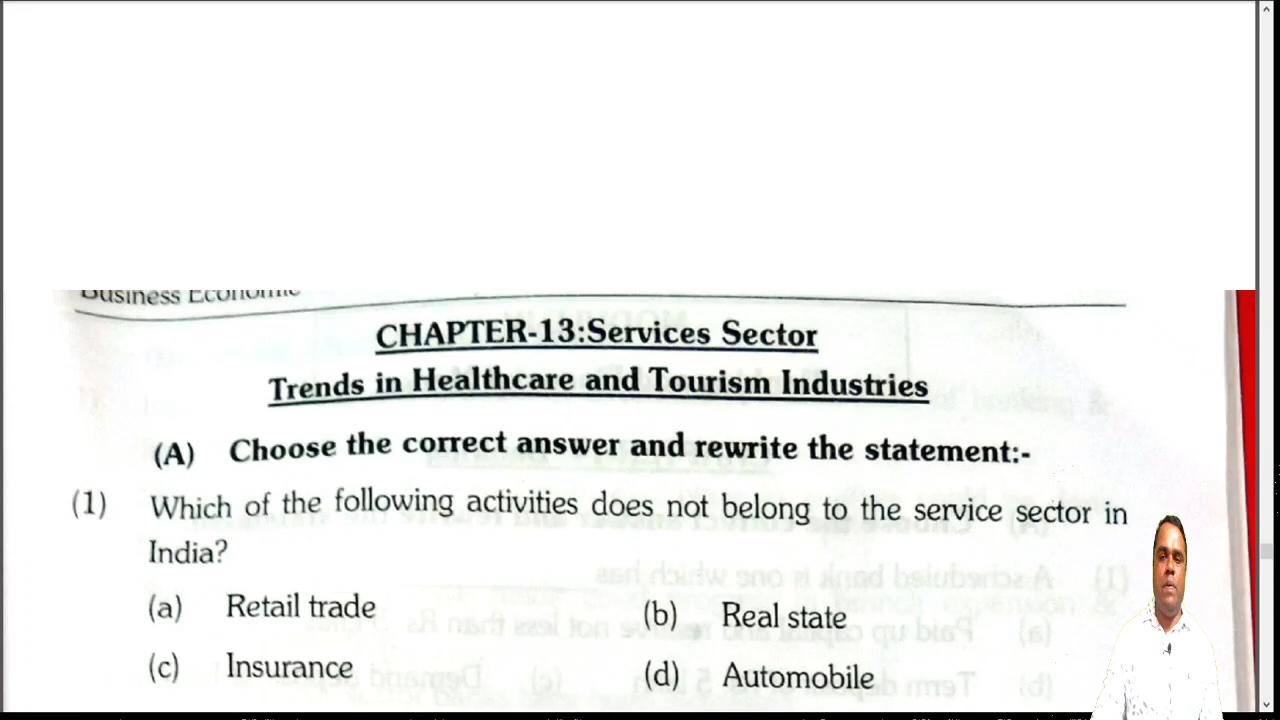 Business Economic
CHAPTER-13:Services Sector
Trends in Healthcare and Tourism Industries
(A) Choose the correct answer and rewrite the statement:-
(1) Which of the following activities does not belong to the service sector in
India?
(a) Retail trade (b) Real state
(c) Insurance (d) Automobile